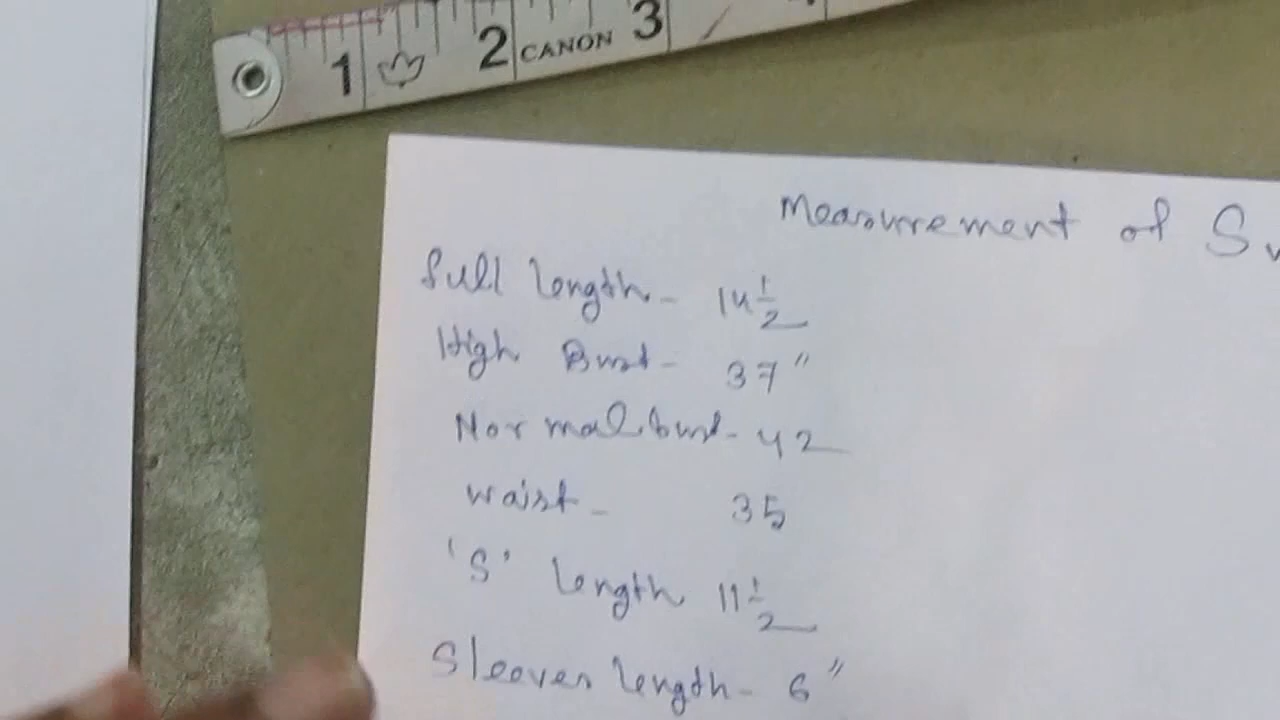 1 2 CANON 3
Measurement of
full length - 14 1/2
High Bust - 37"
Normal bust - 42
Waist - 35
'S' length 11 1/2
Sleeves length - 6"